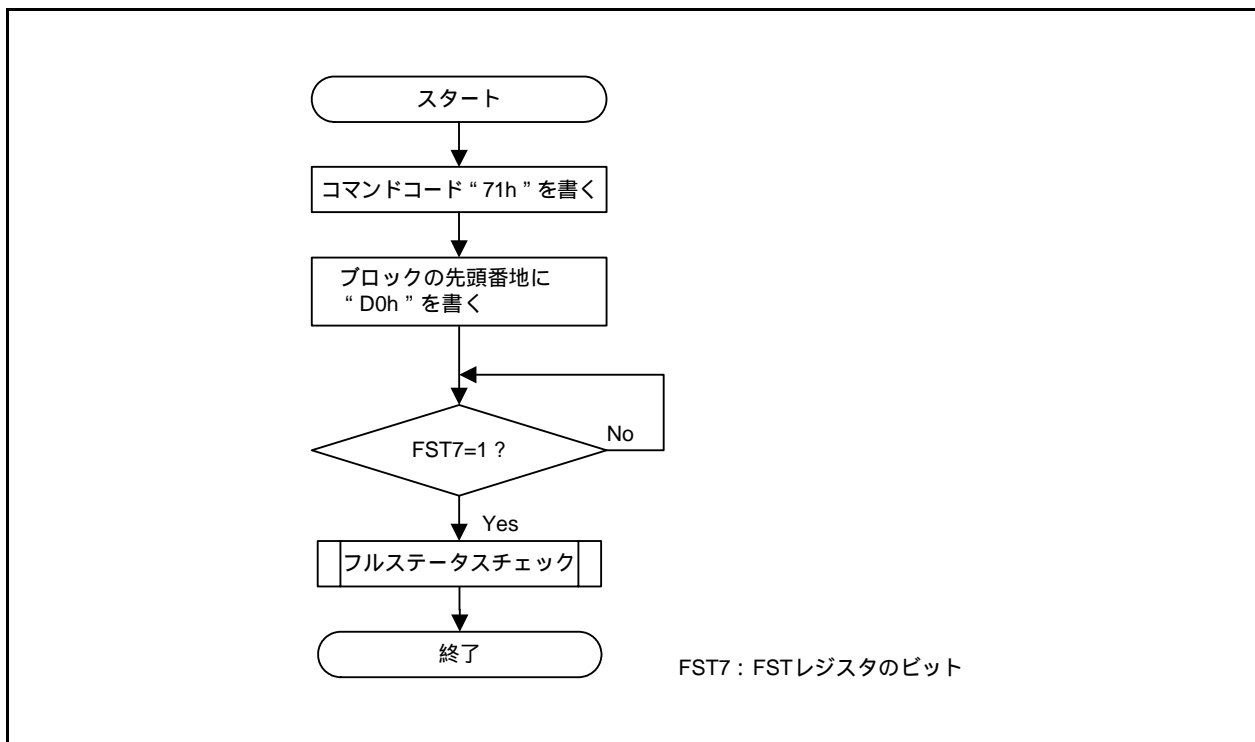 スタート
コマンドコード“71h”を書く
ブロックの先頭番地に
“D0h”を書く
FST7=1？
No
Yes
フルステータスチェック
終了
FST7：FSTレジスタのビット